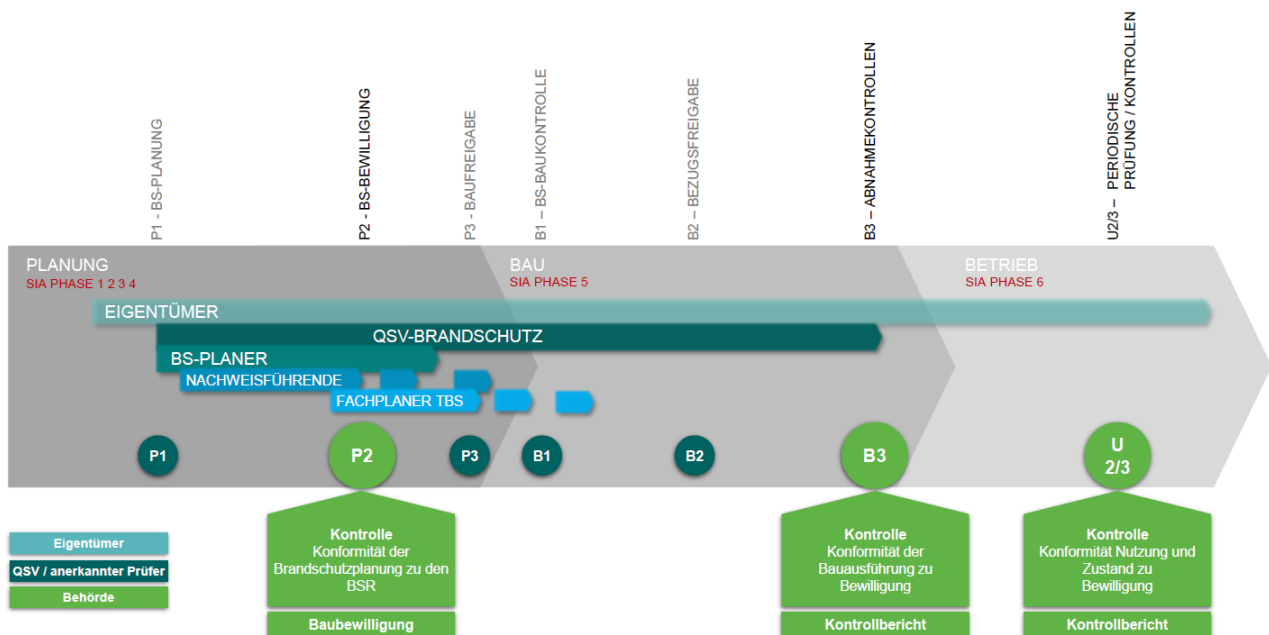 P1 - BS-PLANUNG
P2 - BS-BEWILLIGUNG
P3 - BAUFREIGABE
B1 – BS-BAUKONTROLLE
B2 – BEZUGSFREIGABE
B3 – ABNAHMEKONTROLLEN
U2/3 – PERIODISCHE
PRÜFUNG / KONTROLLEN
PLANUNG
SIA PHASE 1 2 3 4
BAU
SIA PHASE 5
BETRIEB
SIA PHASE 6
EIGENTÜMER
QSV-BRANDSCHUTZ
BS-PLANER
NACHWEISFÜHRENDE
FACHPLANER TBS
P1
P2
P3
B1
B2
B3
U
2/3
Eigentümer
QSV / anerkannter Prüfer
Behörde
Kontrolle
Konformität der
Brandschutzplanung zu den
BSR
Baubewilligung
Kontrolle
Konformität der
Bauausführung zu
Bewilligung
Kontrollbericht
Kontrolle
Konformität Nutzung und
Zustand zu
Bewilligung
Kontrollbericht